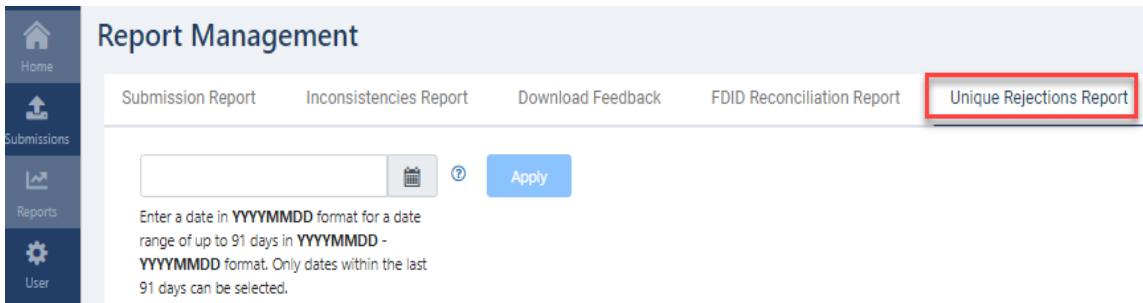 Home
Submissions
Reports
User
Report Management
Submission Report Inconsistencies Report Download Feedback FDID Reconciliation Report Unique Rejections Report
Apply
Enter a date in YYYYMMDD format for a date
range of up to 91 days in YYYYMMDD -
YYYYMMDD format. Only dates within the last
91 days can be selected.